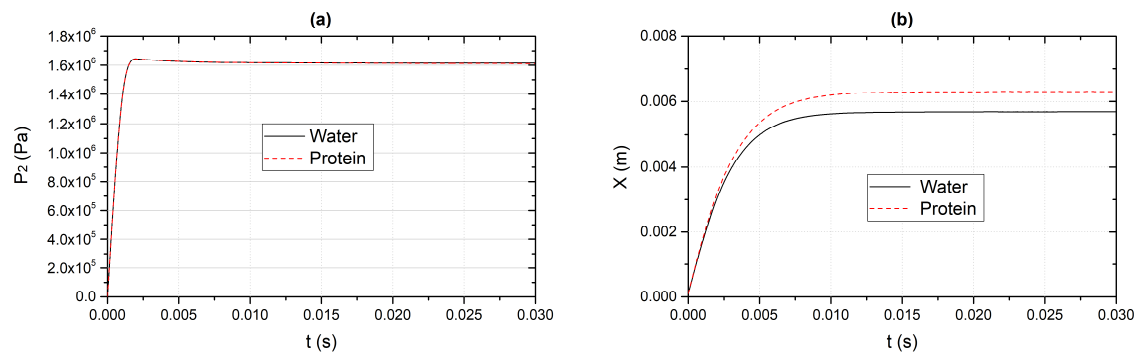 (a)
1.8x10⁶
1.6x10⁶
1.4x10⁶
1.2x10⁶
1.0x10⁶
8.0x10⁵
6.0x10⁵
4.0x10⁵
2.0x10⁵
0.0
P₂ (Pa)
Water
Protein
0.000 0.005 0.010 0.015 0.020 0.025 0.030
t (s)
(b)
0.008
0.006
0.004
0.002
0.000
X (m)
Water
Protein
0.000 0.005 0.010 0.015 0.020 0.025 0.030
t (s)